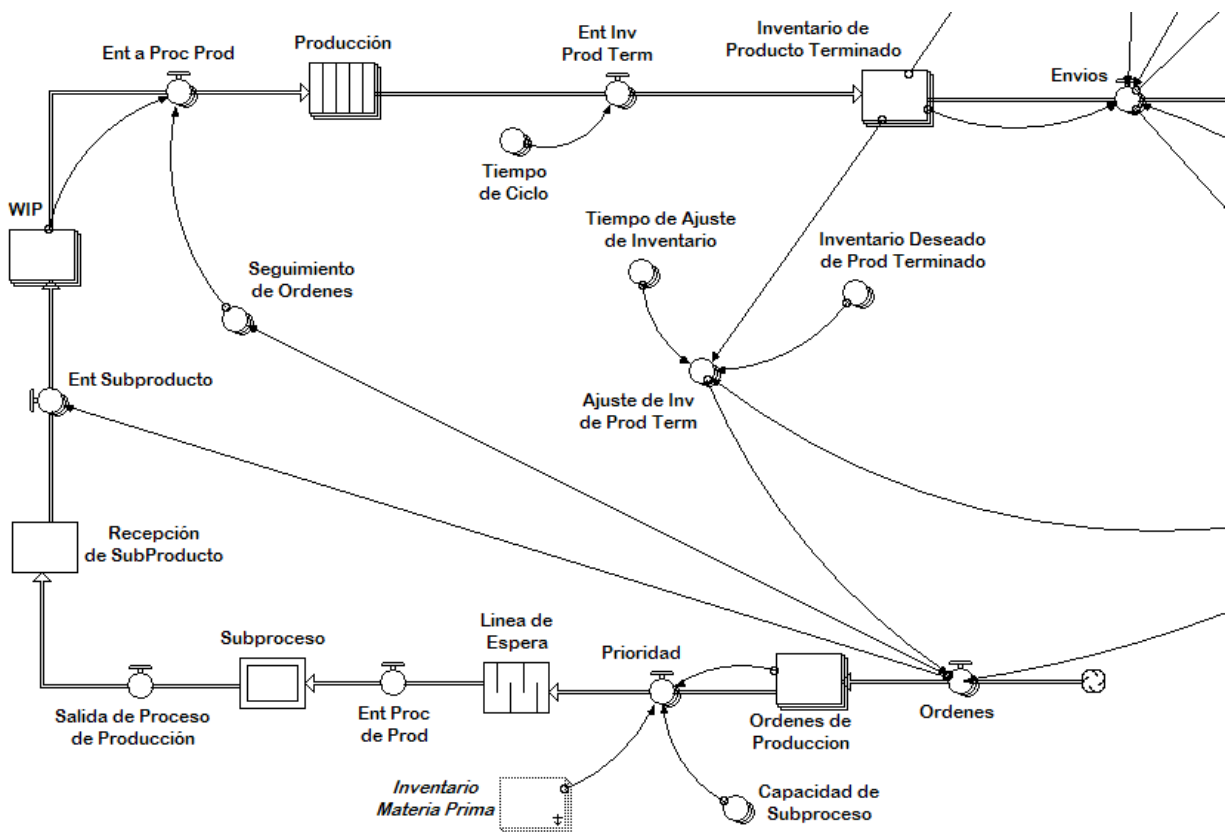 Ent a Proc Prod
Producción
Ent Inv
Prod Term
Inventario de
Producto Terminado
Envios
Tiempo
de Ciclo
WIP
Tiempo de Ajuste
de Inventario
Inventario Deseado
de Prod Terminado
Seguimiento
de Ordenes
Ent Subproducto
Ajuste de Inv
de Prod Term
Recepción
de SubProducto
Subproceso
Linea de
Espera
Prioridad
Salida de Proceso
de Producción
Ent Proc
de Prod
Ordenes de
Produccion
Ordenes
Inventario
Materia Prima
Capacidad de
Subproceso